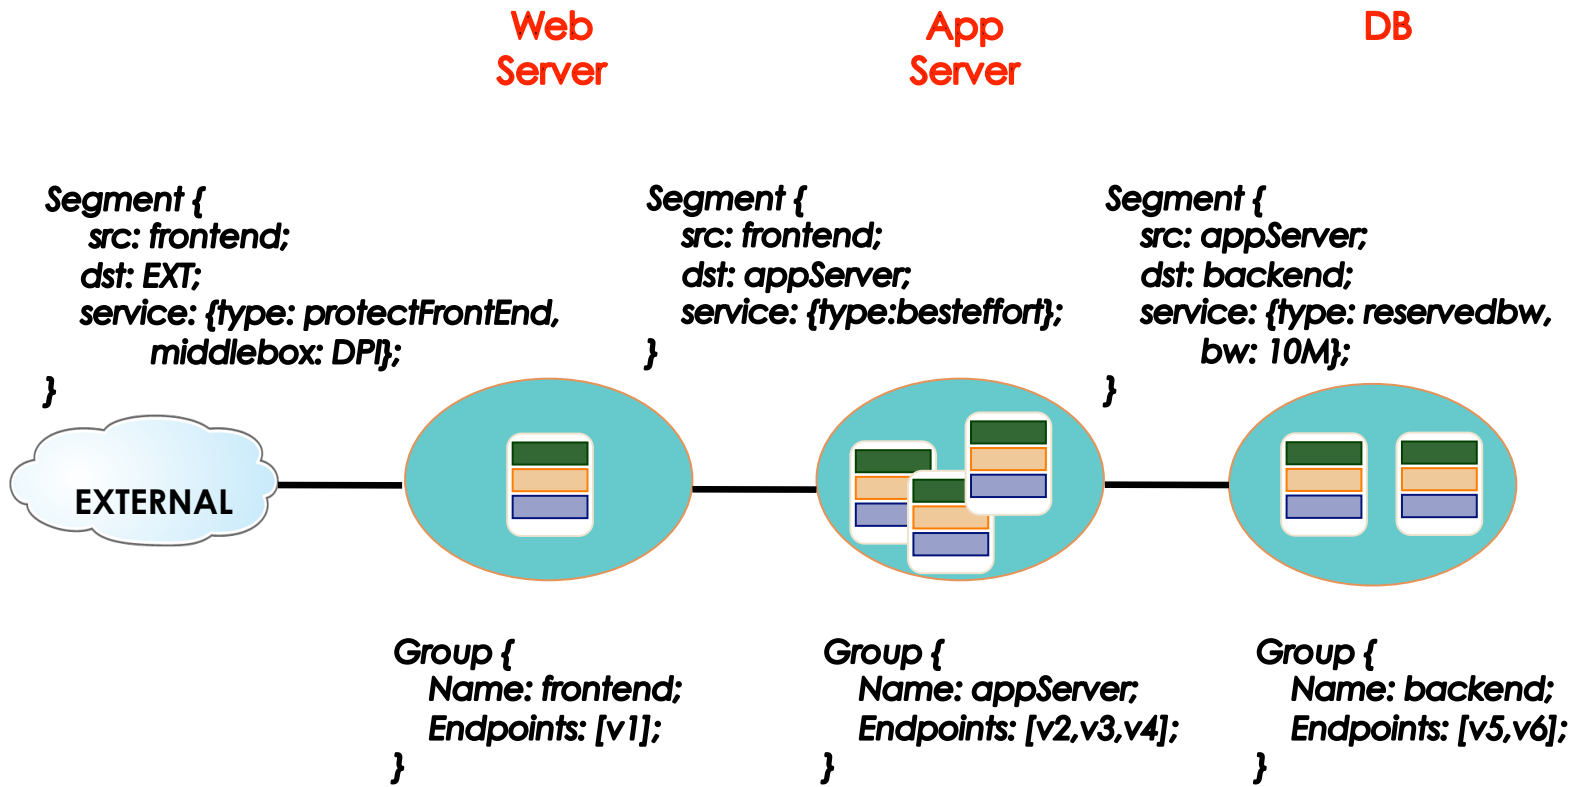 Web
Server
App
Server
DB
Segment {
src: frontend;
dst: EXT;
service: {type: protectFrontEnd,
middlebox: DPI};
}
Segment {
src: frontend;
dst: appServer;
service: {type:besteffort};
}
Segment {
src: appServer;
dst: backend;
service: {type: reservedbw,
bw: 10M};
}
EXTERNAL
Group {
Name: frontend;
Endpoints: [v1];
}
Group {
Name: appServer;
Endpoints: [v2,v3,v4];
}
Group {
Name: backend;
Endpoints: [v5,v6];
}